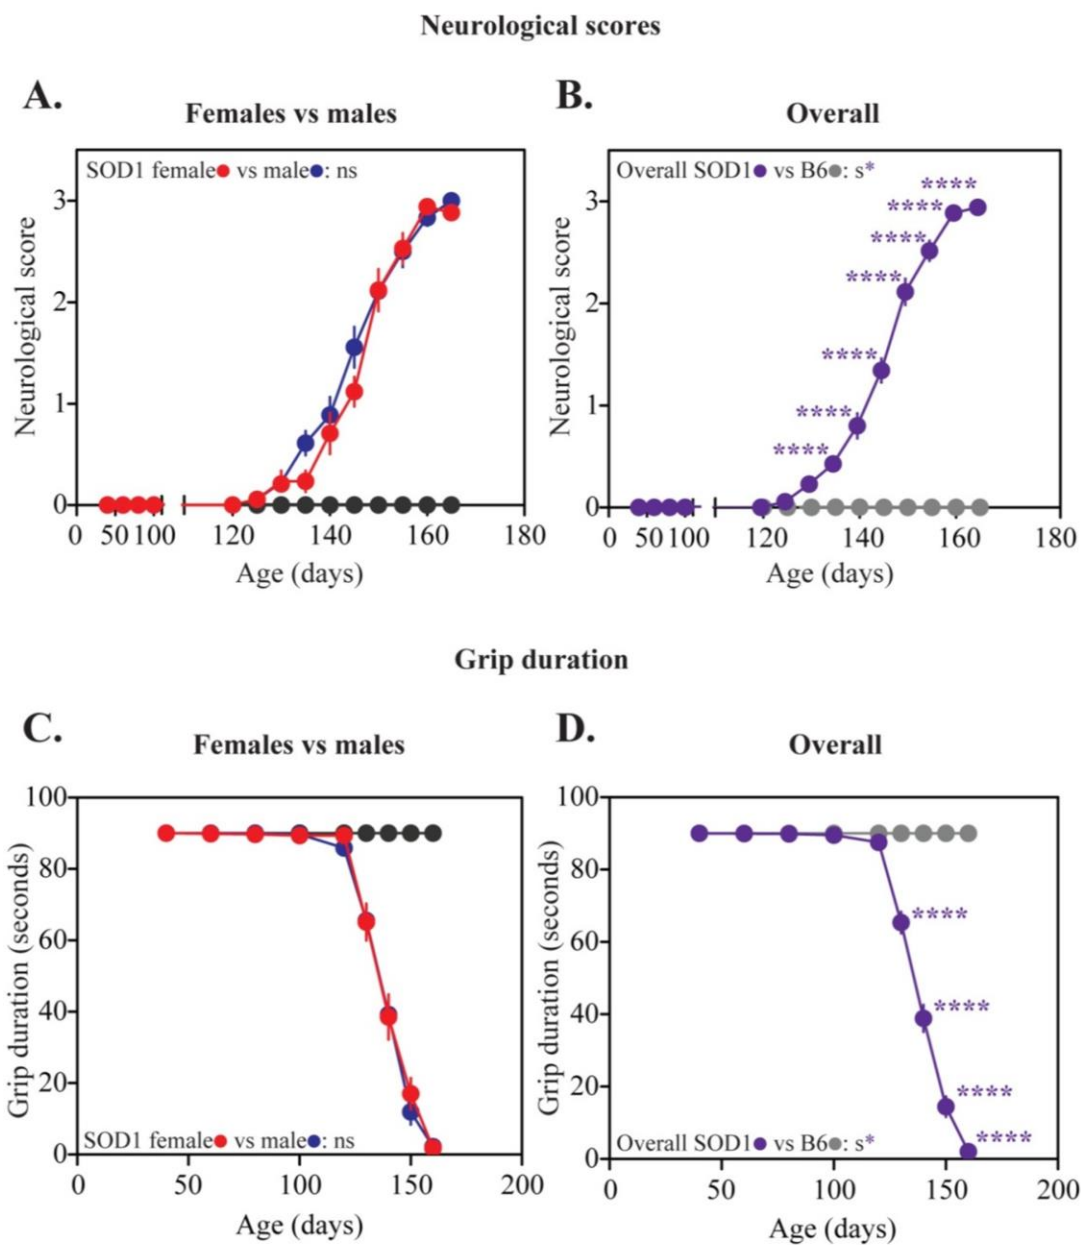 Neurological scores
A.
Females vs males
SOD1 female vs male: ns
Neurological score
3
2
1
0
0 50 100 120 140 160 180
Age (days)
B.
Overall
Overall SOD1 vs B6: s*
****
****
****
****
****
****
****
Neurological score
3
2
1
0
0 50 100 120 140 160 180
Age (days)
Grip duration
C.
Females vs males
Grip duration (seconds)
100
80
60
40
20
0
SOD1 female vs male: ns
0 50 100 150 200
Age (days)
D.
Overall
Grip duration (seconds)
100
80
60
40
20
0
****
****
****
****
Overall SOD1 vs B6: s*
0 50 100 150 200
Age (days)